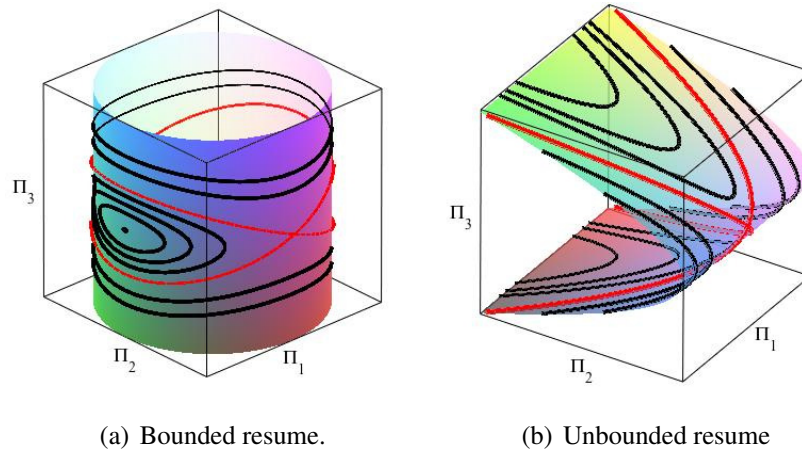 Π3
Π2
Π1
Π3
Π2
Π1
(a) Bounded resume.
(b) Unbounded resume